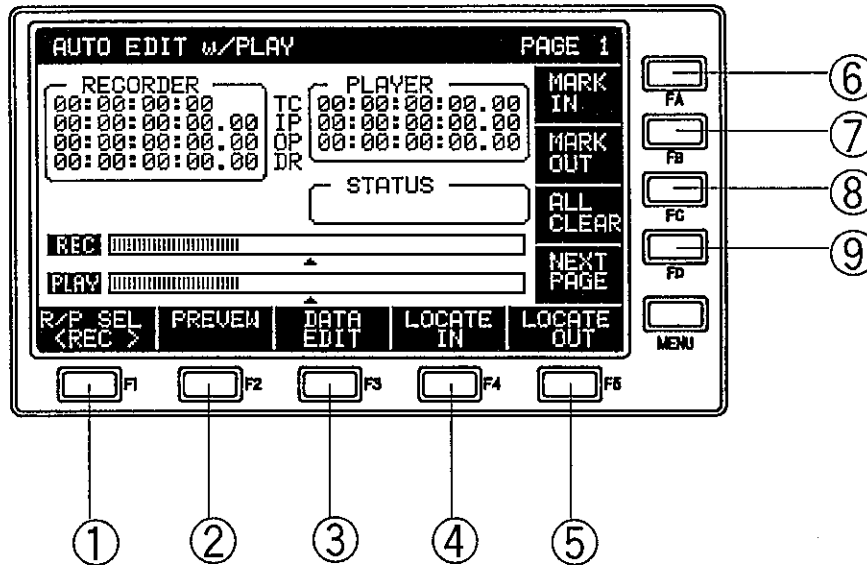 AUTO EDIT w/PLAY PAGE 1
RECORDER
00:00:00:00
00:00:00:00.00
00:00:00:00.00
00:00:00:00.00
TC
IP
OP
DR
PLAYER
00:00:00:00.00
00:00:00:00.00
00:00:00:00.00
STATUS
REC
PLAY
MARK
IN
MARK
OUT
ALL
CLEAR
NEXT
PAGE
R/P SEL
<REC >
PREVEW
DATA
EDIT
LOCATE
IN
LOCATE
OUT
FA
FB
FC
FD
MENU
F1
F2
F3
F4
F5
⑥
⑦
⑧
⑨
①
②
③
④
⑤